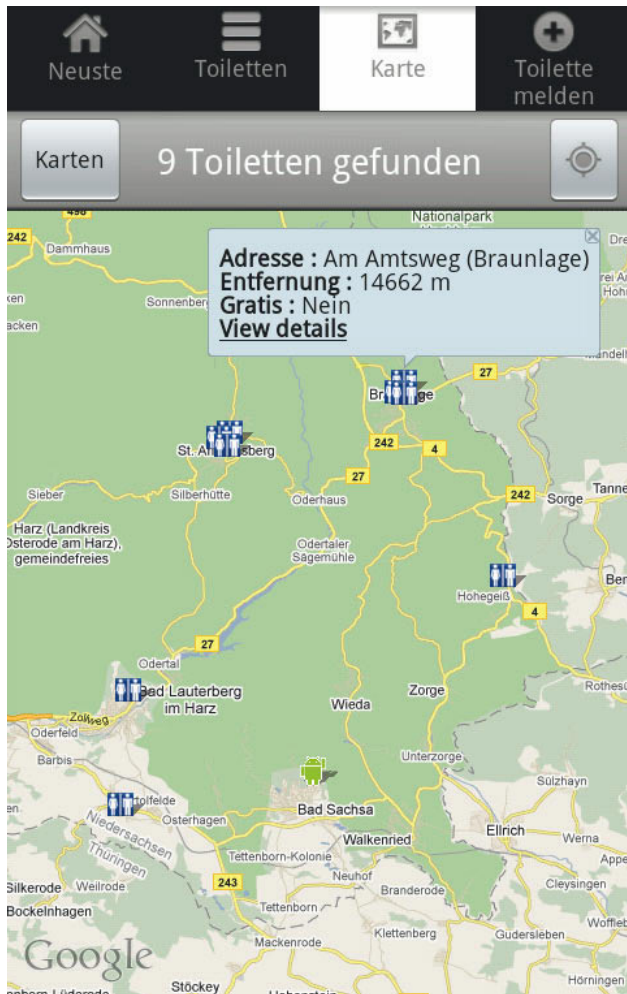 Neuste
Toiletten
Karte
Toilette
melden
Karten
9 Toiletten gefunden
Nationalpark
242
Dammhaus
Adresse : Am Amtsweg (Braunlage)
Entfernung : 14662 m
Gratis : Nein
View details
27
242
4
St.
27
Sieber
Silberhütte
Oderhaus
242
Sorge
Harz (Landkreis
Osterode am Harz),
gemeindefreies
Odertaler
Sägemühle
Hohegeiß
4
27
Odertal
Bad Lauterberg
im Harz
Wieda
Zorge
Zollweg
Oderfeld
Barbis
Unterzorge
Sülzhayn
Osterhagen
Bad Sachsa
Niedersachsen
Thüringen
Walkenried
Ellrich
Werna
Tettenborn-Kolonie
Neuhof
Cleysingen
243
Silkerode
Weilrode
Branderode
Bockelnhagen
Tettenborn
Klettenberg
Gudersleben
Mackenrode
Google
Stöckey
Hörningen